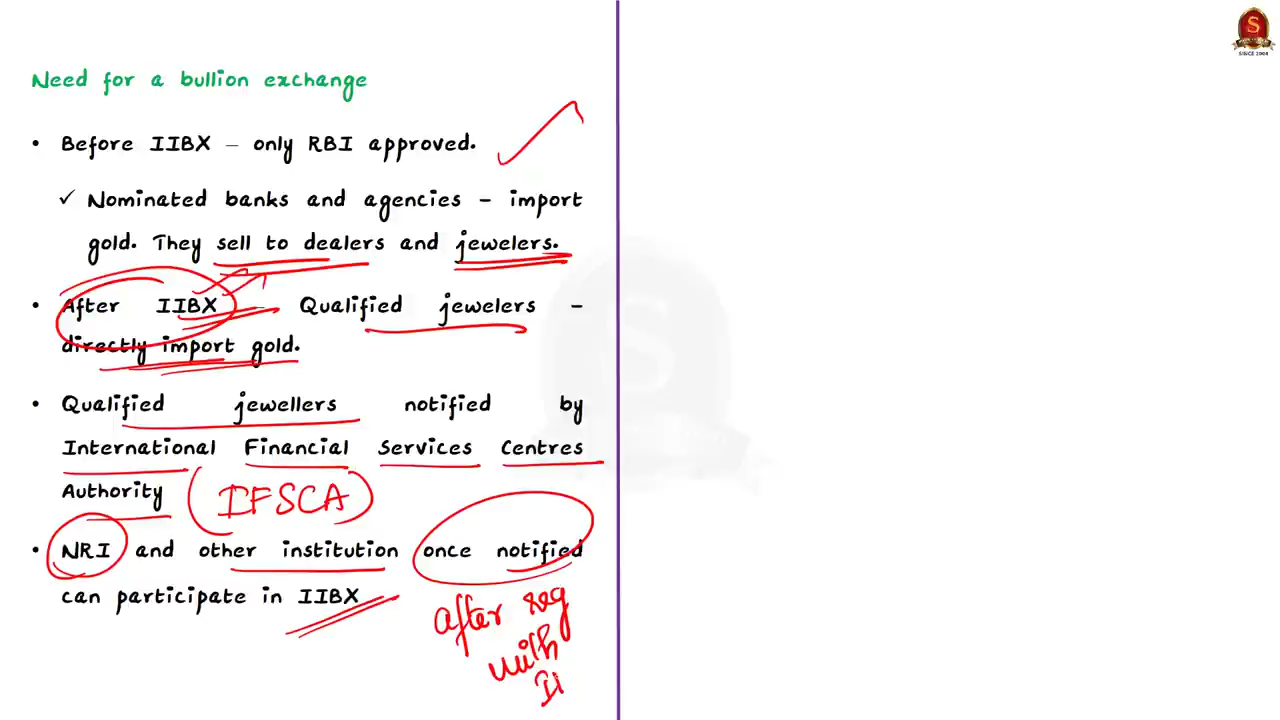 Need for a bullion exchange
• Before IIBX – only RBI approved.
✓ Nominated banks and agencies – import
gold. They sell to dealers and jewelers.
• After IIBX – Qualified jewelers –
directly import gold.
• Qualified jewellers notified by
International Financial Services Centres
Authority (IFSCA)
• NRI and other institution once notified
can participate in IIBX
after reg
with
S
SINCE 2004